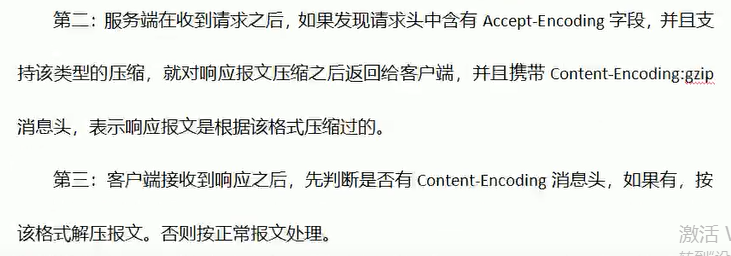 第二：服务端在收到请求之后，如果发现请求头中含有 Accept-Encoding 字段，并且支
持该类型的压缩，就对响应报文压缩之后返回给客户端，并且携带 Content-Encoding:gzip
消息头，表示响应报文是根据该格式压缩过的。
第三：客户端接收到响应之后，先判断是否有 Content-Encoding 消息头，如果有，按
该格式解压报文。否则按正常报文处理。
激活